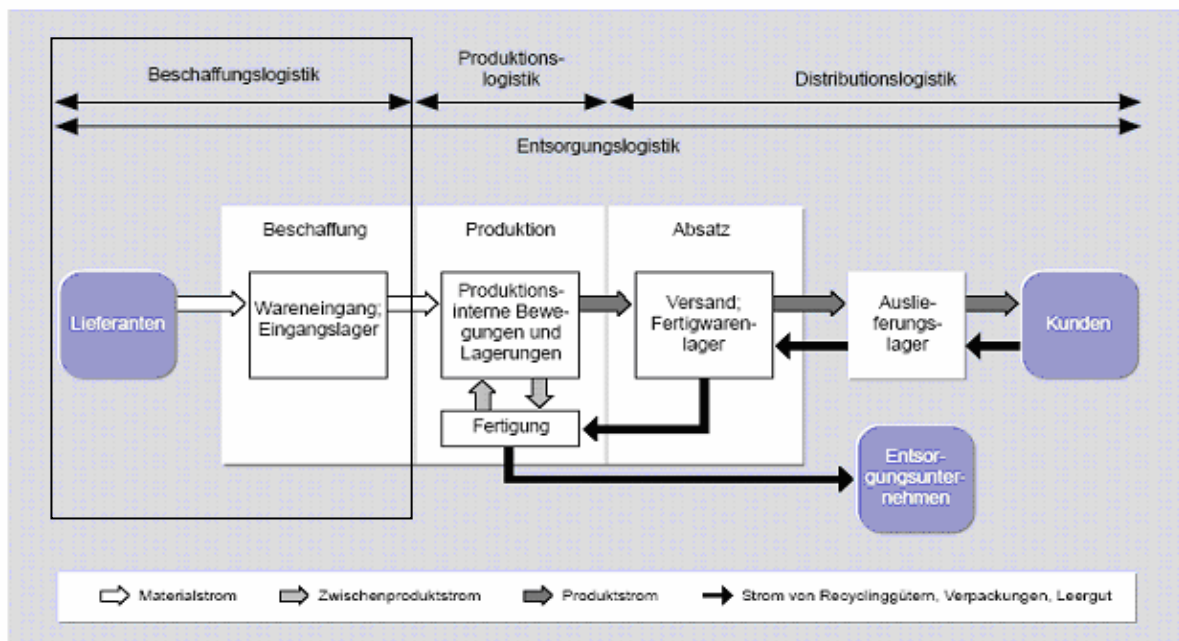 Beschaffungslogistik
Produktions-
logistik
Distributionslogistik
Entsorgungslogistik
Beschaffung
Produktion
Absatz
Lieferanten
Wareneingang;
Eingangslager
Produktions-
interne Bewe-
gungen und
Lagerungen
Versand;
Fertigwaren-
lager
Auslie-
ferungs-
lager
Kunden
Fertigung
Entsor-
gungsunter-
nehmen
Materialstrom
Zwischenproduktstrom
Produktstrom
Strom von Recyclinggütern, Verpackungen, Leergut